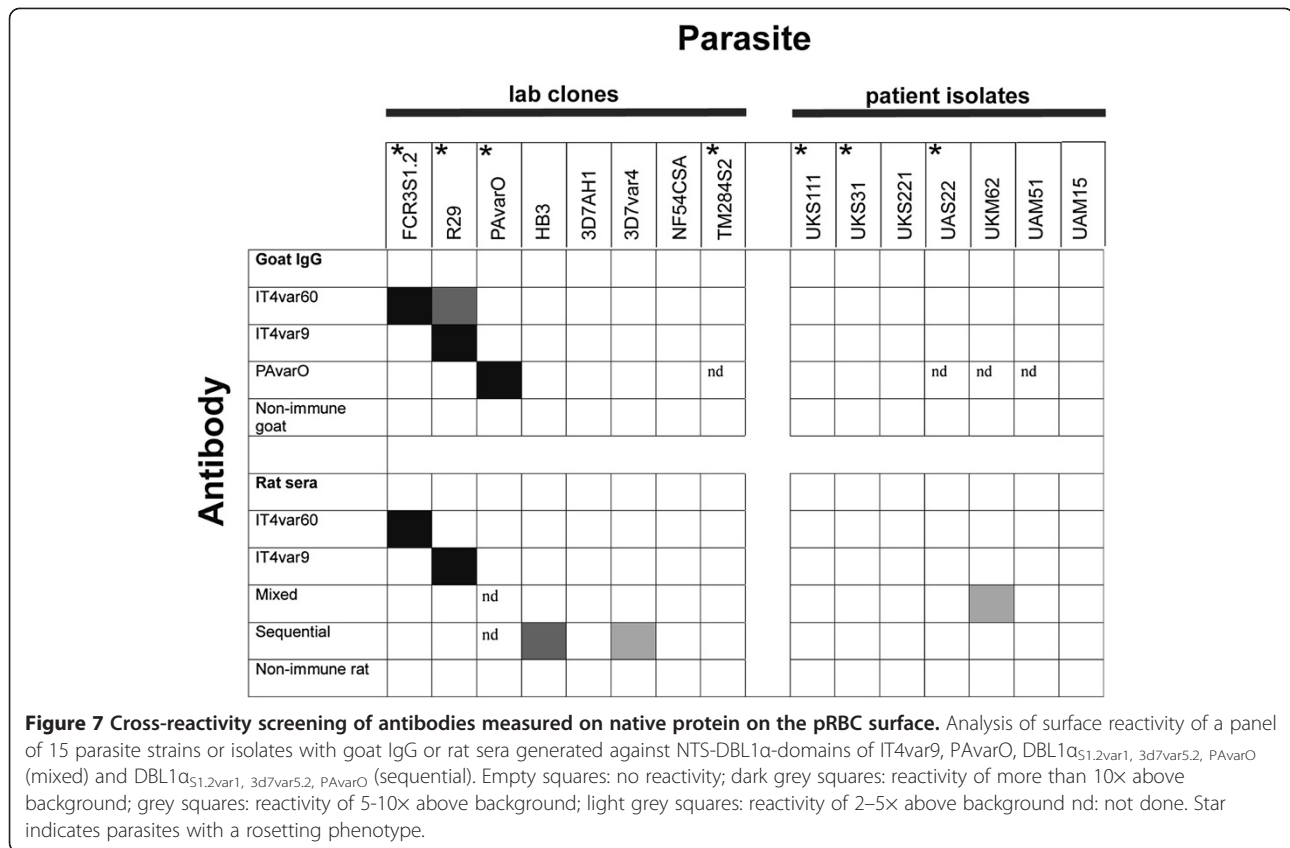 Parasite
lab clones patient isolates
* * * * * * *
FCR3S1.2 R29 PAvarO HB3 3D7AH1 3D7var4 NF54CSA TM284S2 UKS111 UKS31 UKS221 UAS22 UKM62 UAM51 UAM15
Antibody
Goat IgG
IT4var60
IT4var9
PAvarO nd nd nd nd
Non-immune
goat
Rat sera
IT4var60
IT4var9
Mixed nd
Sequential nd
Non-immune rat
Figure 7 Cross-reactivity screening of antibodies measured on native protein on the pRBC surface. Analysis of surface reactivity of a panel
of 15 parasite strains or isolates with goat IgG or rat sera generated against NTS-DBL1α-domains of IT4var9, PAvarO, DBL1αS1.2var1, 3d7var5.2, PAvarO
(mixed) and DBL1αS1.2var1, 3d7var5.2, PAvarO (sequential). Empty squares: no reactivity; dark grey squares: reactivity of more than 10× above
background; grey squares: reactivity of 5-10× above background; light grey squares: reactivity of 2–5× above background nd: not done. Star
indicates parasites with a rosetting phenotype.